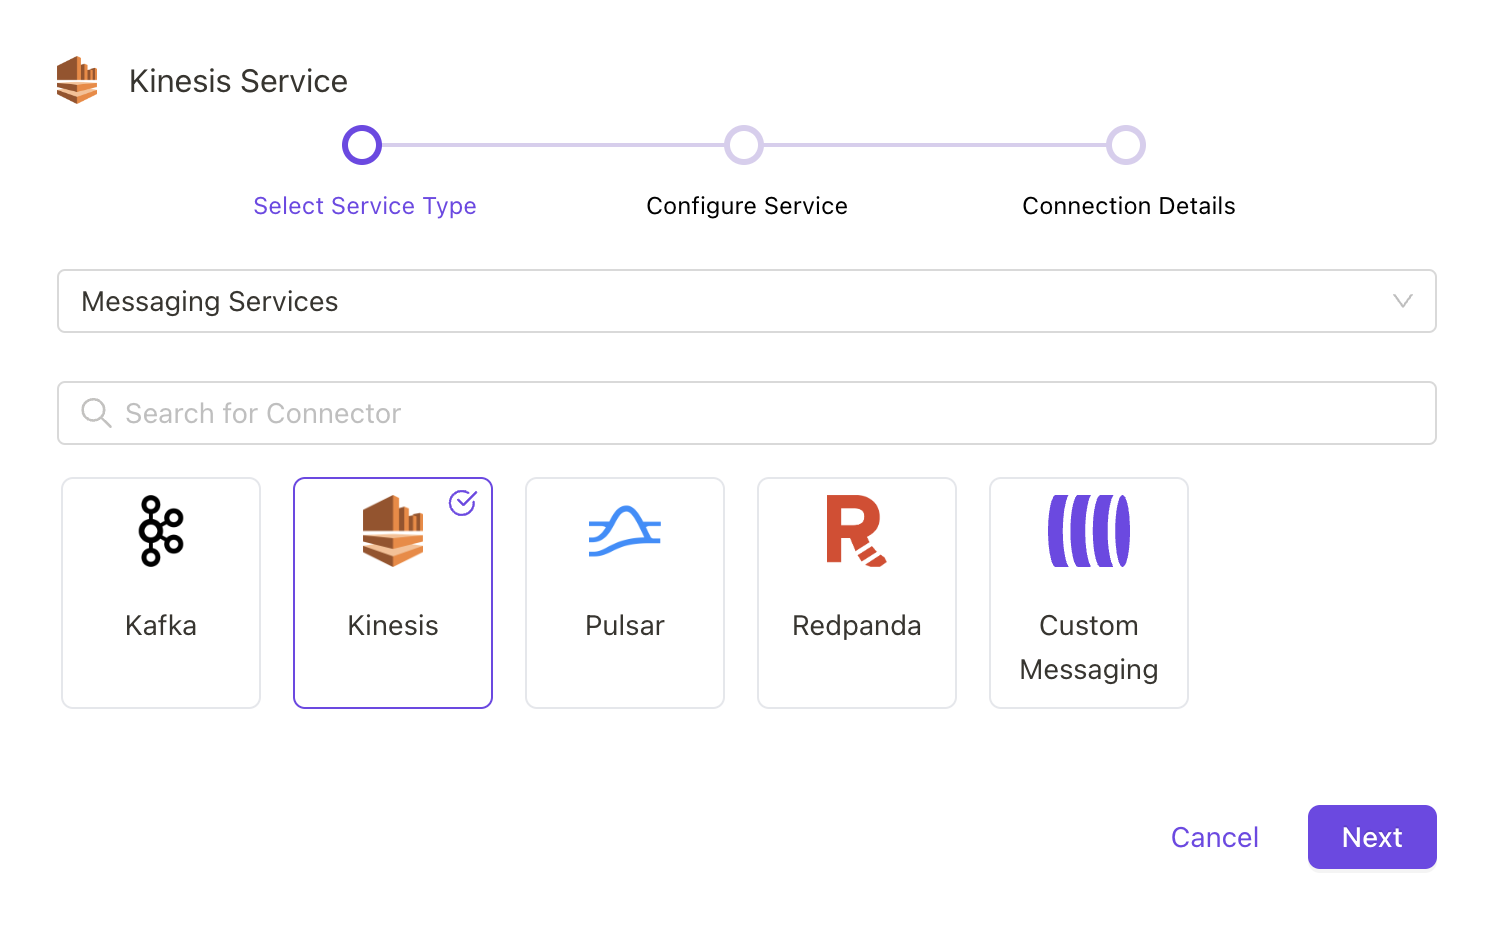 Kinesis Service
Select Service Type
Configure Service
Connection Details
Messaging Services
Search for Connector
Kafka
Kinesis
Pulsar
Redpanda
Custom
Messaging
Cancel
Next